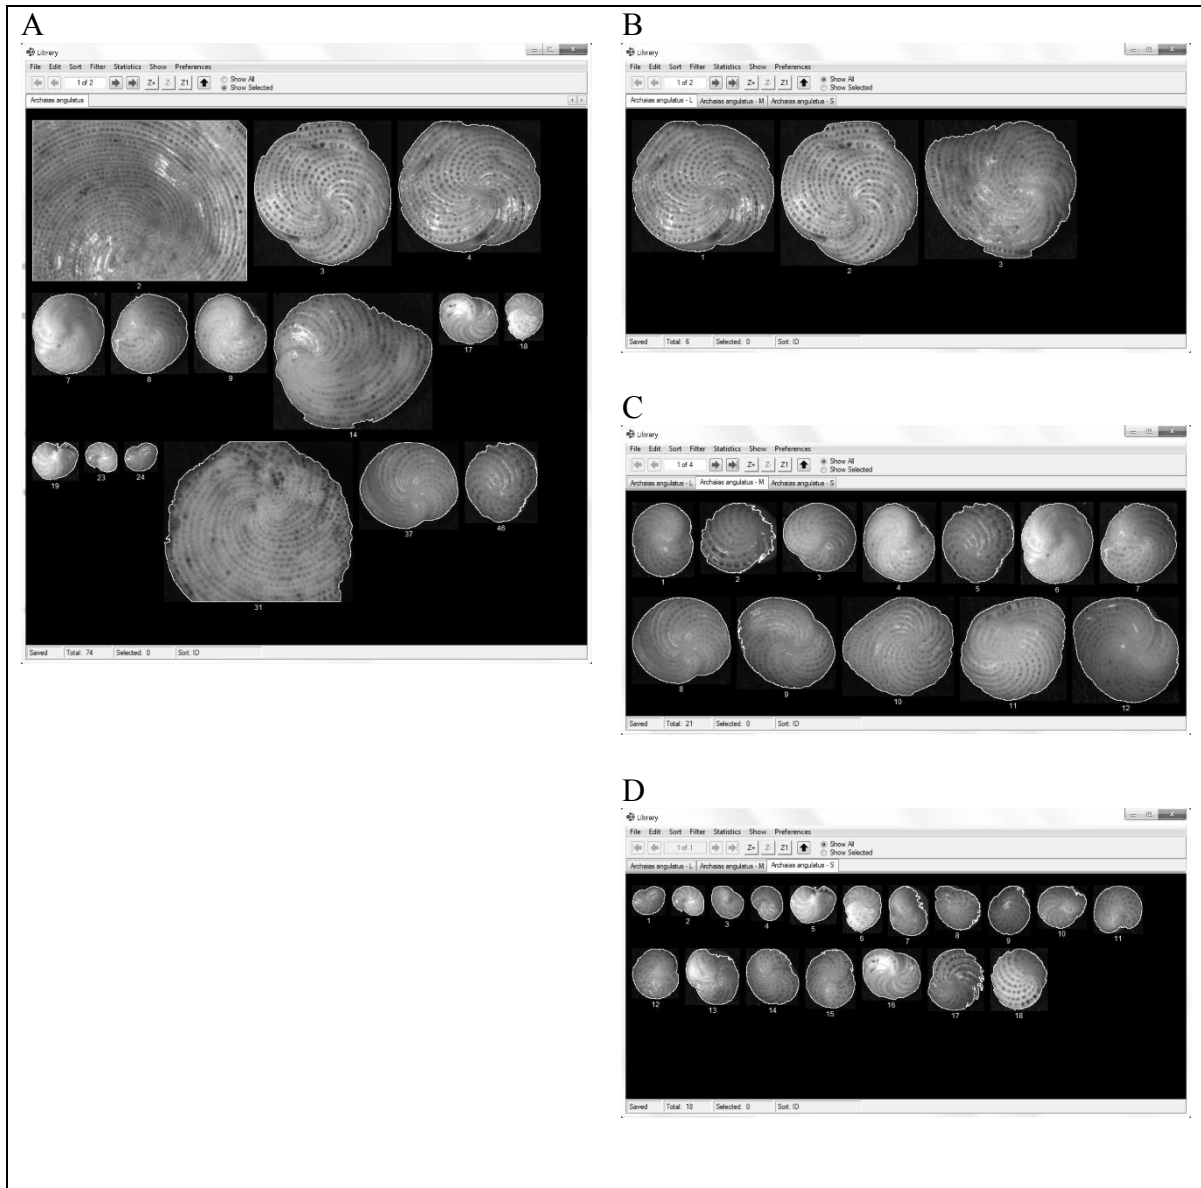 A
Library
File Edit Sort Filter Statistics Show Preferences
1 of 2 Z+ Z- Z1 Show All
Show Selected
Archaias angulatus
2 3 4
7 8 9 14 17 18
19 23 24 31 37 46
Saved Total: 74 Selected: 0 Sort: ID
B
Library
File Edit Sort Filter Statistics Show Preferences
1 of 2 Z+ Z- Z1 Show All
Show Selected
Archaias angulatus - L Archaias angulatus - M Archaias angulatus - S
1 2 3
Saved Total: 6 Selected: 0 Sort: ID
C
Library
File Edit Sort Filter Statistics Show Preferences
1 of 4 Z+ Z- Z1 Show All
Show Selected
Archaias angulatus - L Archaias angulatus - M Archaias angulatus - S
1 2 3 4 5 6 7
8 9 10 11 12
Saved Total: 21 Selected: 0 Sort: ID
D
Library
File Edit Sort Filter Statistics Show Preferences
1 of 1 Z+ Z- Z1 Show All
Show Selected
Archaias angulatus - L Archaias angulatus - M Archaias angulatus - S
1 2 3 4 5 6 7 8 9 10 11
12 13 14 15 16 17 18
Saved Total: 18 Selected: 0 Sort: ID